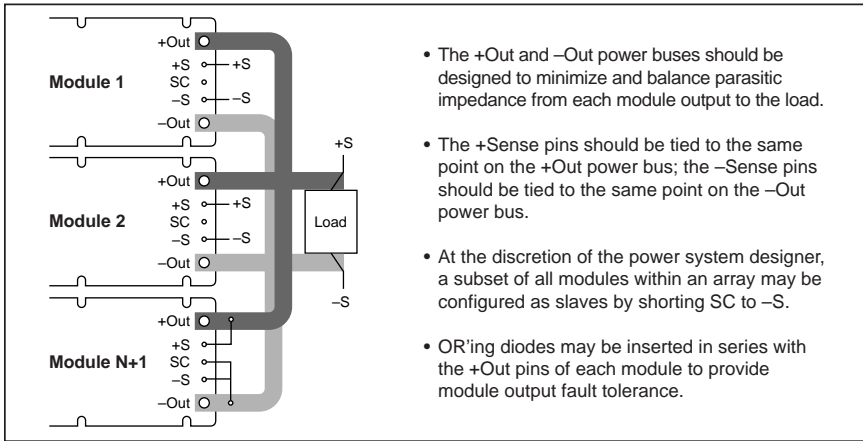 +Out
+S
+S
Module 1
SC
–S
–S
–Out
+S
+Out
+S
+S
Module 2
SC
Load
–S
–S
–Out
–S
+Out
+S
Module N+1
SC
–S
–Out
• The +Out and –Out power buses should be
designed to minimize and balance parasitic
impedance from each module output to the load.
• The +Sense pins should be tied to the same
point on the +Out power bus; the –Sense pins
should be tied to the same point on the –Out
power bus.
• At the discretion of the power system designer,
a subset of all modules within an array may be
configured as slaves by shorting SC to –S.
• OR'ing diodes may be inserted in series with
the +Out pins of each module to provide
module output fault tolerance.